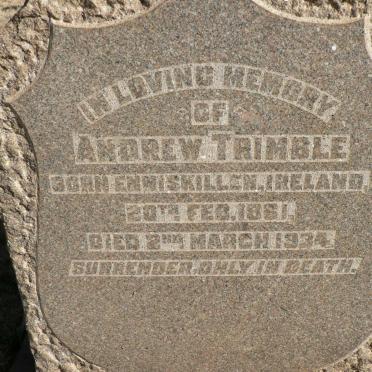 IN LOVING MEMORY
OF
ANDREW TRIMBLE
BORN ENNISKILLEN, IRELAND,
20TH FEB. 1861.
DIED 2ND MARCH 1934.
SURRENDER, ONLY IN DEATH.